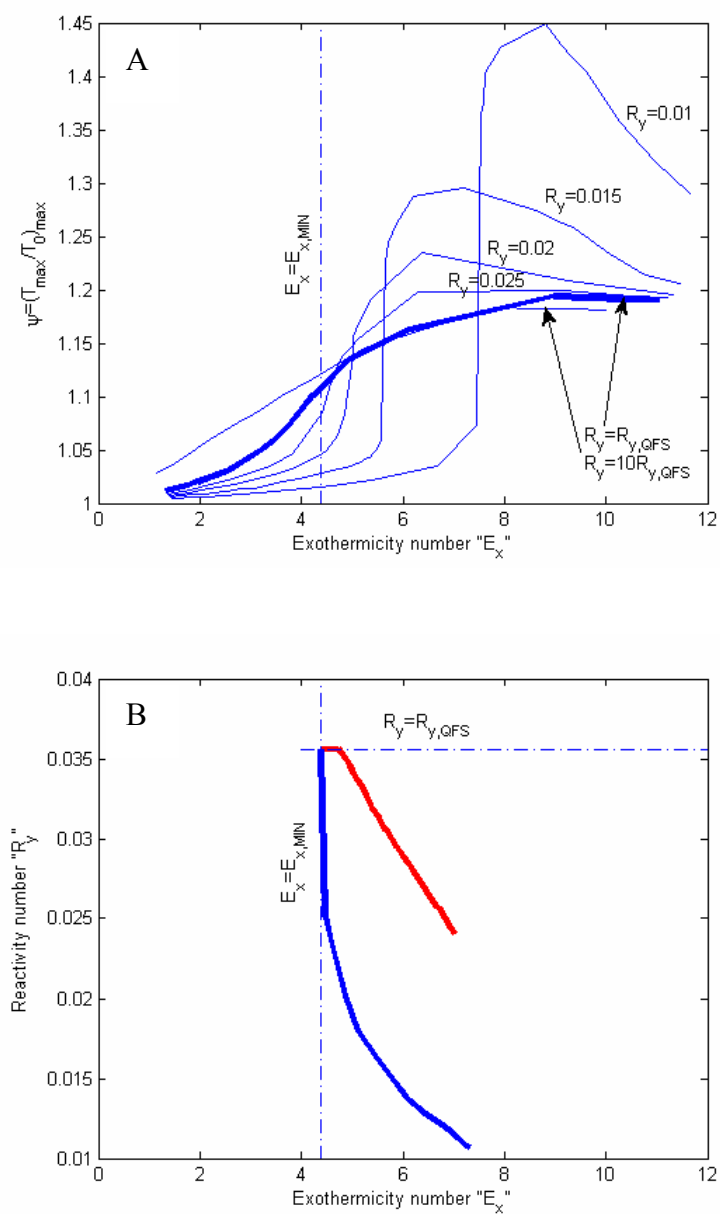 A
1.45
1.4
1.35
1.3
1.25
1.2
1.15
1.1
1.05
1
ψ=(Tmax/T0)max
Ex=Ex,MIN
Ry=0.01
Ry=0.015
Ry=0.02
Ry=0.025
Ry=Ry,QFS
Ry=10Ry,QFS
0 2 4 6 8 10 12
Exothermicity number "Ex"
B
0.04
0.035
0.03
0.025
0.02
0.015
0.01
Reactivity number "Ry"
Ry=Ry,QFS
Ex=Ex,MIN
0 2 4 6 8 10 12
Exothermicity number "Ex"